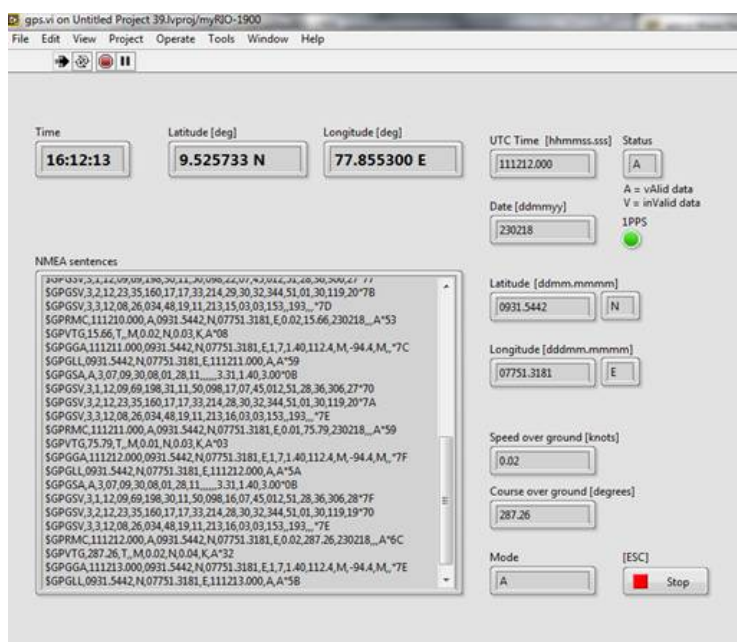 gps.vi on Untitled Project 39.lvproj/myRIO-1900
File Edit View Project Operate Tools Window Help
Time
16:12:13
Latitude [deg]
9.525733 N
Longitude [deg]
77.855300 E
UTC Time [hhmmss.sss]
111212.000
Status
A
A = vAlid data
V = inValid data
Date [ddmmyy]
230218
1PPS
NMEA sentences
$GPGSV,3,2,12,23,35,160,17,17,33,214,29,30,32,344,51,01,30,119,20*7B
$GPGSV,3,3,12,08,26,034,48,19,11,213,15,03,03,153,,193,,*7D
$GPRMC,111210.000,A,0931.5442,N,07751.3181,E,0.02,15.66,230218,,,A*53
$GPVTG,15.66,T,,M,0.02,N,0.03,K,A*08
$GPGGA,111211.000,0931.5442,N,07751.3181,E,1,7,1.40,112.4,M,-94.4,M,,*7C
$GPGLL,0931.5442,N,07751.3181,E,111211.000,A,A*59
$GPGSA,A,3,07,09,30,08,01,28,11,,,,,,3.31,1.40,3.00*0B
$GPGSV,3,1,12,09,69,198,31,11,50,098,17,07,45,012,51,28,36,306,27*70
$GPGSV,3,2,12,23,35,160,17,17,33,214,28,30,32,344,51,01,30,119,20*7A
$GPGSV,3,3,12,08,26,034,48,19,11,213,16,03,03,153,,193,,*7E
$GPRMC,111211.000,A,0931.5442,N,07751.3181,E,0.01,75.79,230218,,,A*59
$GPVTG,75.79,T,,M,0.01,N,0.03,K,A*03
$GPGGA,111212.000,0931.5442,N,07751.3181,E,1,7,1.40,112.4,M,-94.4,M,,*7F
$GPGLL,0931.5442,N,07751.3181,E,111212.000,A,A*5A
$GPGSA,A,3,07,09,30,08,01,28,11,,,,,,3.31,1.40,3.00*0B
$GPGSV,3,1,12,09,69,198,30,11,50,098,16,07,45,012,51,28,36,306,28*7F
$GPGSV,3,2,12,23,35,160,17,17,33,214,28,30,32,344,51,01,30,119,19*70
$GPGSV,3,3,12,08,26,034,48,19,11,213,16,03,03,153,,193,,*7E
$GPRMC,111212.000,A,0931.5442,N,07751.3181,E,0.02,287.26,230218,,,A*6C
$GPVTG,287.26,T,,M,0.02,N,0.04,K,A*32
$GPGGA,111213.000,0931.5442,N,07751.3181,E,1,7,1.40,112.4,M,-94.4,M,,*7E
$GPGLL,0931.5442,N,07751.3181,E,111213.000,A,A*5B
Latitude [ddmm.mmmm]
0931.5442 N
Longitude [dddmm.mmmm]
07751.3181 E
Speed over ground [knots]
0.02
Course over ground [degrees]
287.26
Mode
A
[ESC]
Stop